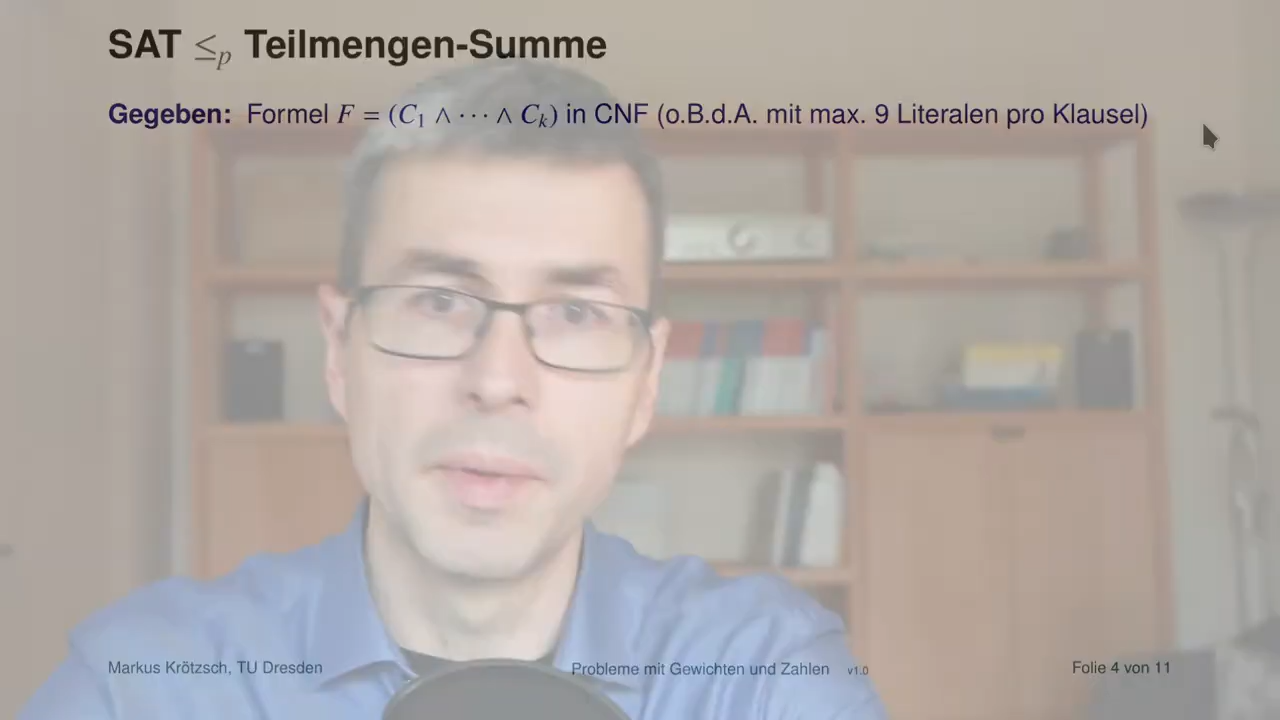 SAT ≤p Teilmengen-Summe
Gegeben: Formel F = (C1 ∧ · · · ∧ Ck) in CNF (o.B.d.A. mit max. 9 Literalen pro Klausel)
Markus Krötzsch, TU Dresden Probleme mit Gewichten und Zahlen v1.0 Folie 4 von 11